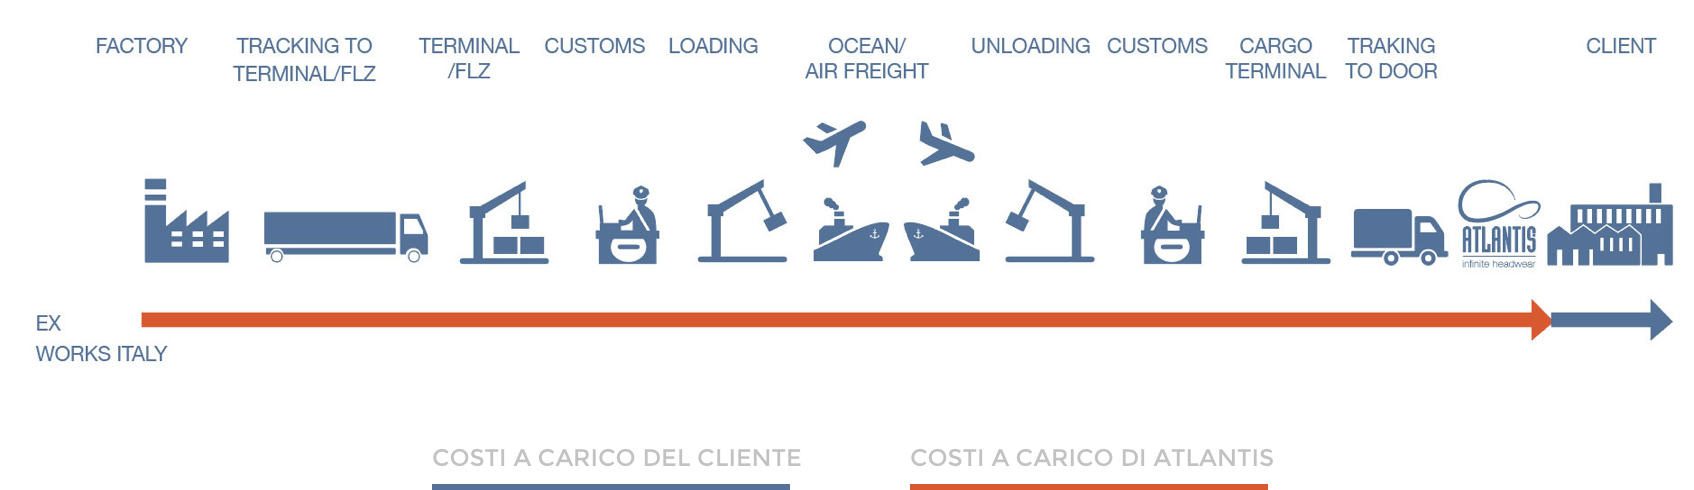 FACTORY
TRACKING TO
TERMINAL/FLZ
TERMINAL
/FLZ
CUSTOMS
LOADING
OCEAN/
AIR FREIGHT
UNLOADING
CUSTOMS
CARGO
TERMINAL
TRAKING
TO DOOR
CLIENT
ATLANTIS
infinite headwear
EX
WORKS ITALY
COSTI A CARICO DEL CLIENTE
COSTI A CARICO DI ATLANTIS